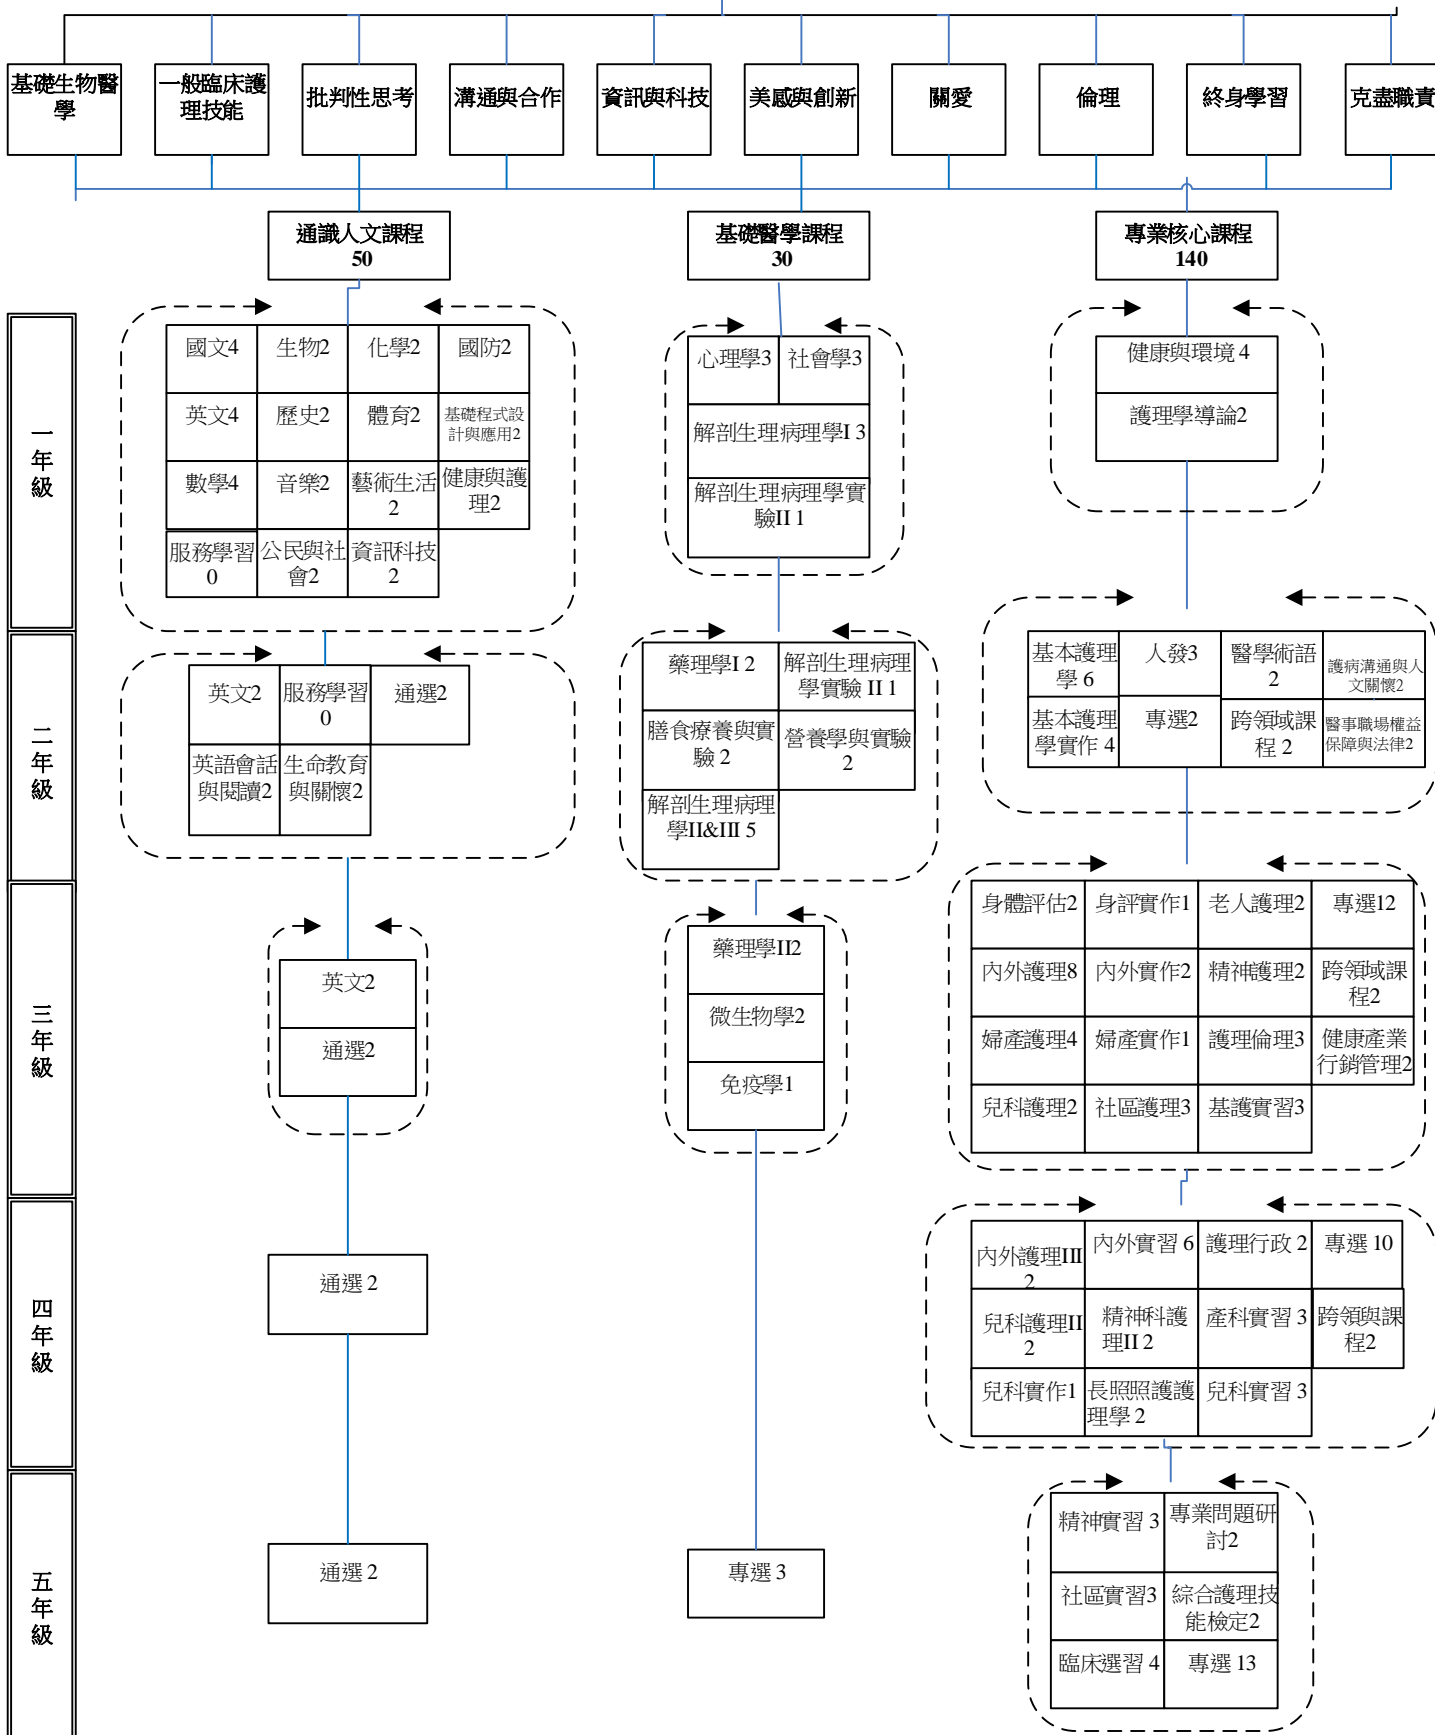 基礎生物醫
學
一般臨床護
理技能
批判性思考
溝通與合作
資訊與科技
美感與創新
關愛
倫理
終身學習
克盡職責
通識人文課程
50
基礎醫學課程
30
專業核心課程
140
一年級
國文4
生物2
化學2
國防2
英文4
歷史2
體育2
基礎程式設
計與應用2
數學4
音樂2
藝術生活
2
健康與護
理2
服務學習
0
公民與社
會2
資訊科技
2
心理學3
社會學3
解剖生理病理學I 3
解剖生理病理學實
驗II 1
健康與環境 4
護理學導論2
二年級
英文2
服務學習
0
通選2
英語會話
與閱讀2
生命教育
與關懷2
藥理學I 2
解剖生理病理
學實驗 II 1
膳食療養與實
驗 2
營養學與實驗
2
解剖生理病理
學II&III 5
基本護理
學 6
人發3
醫學術語
2
護病溝通與人
文關懷2
基本護理
學實作 4
專選2
跨領域課
程 2
醫事職場權益
保障與法律2
三年級
英文2
通選2
藥理學II2
微生物學2
免疫學1
身體評估2
身評實作1
老人護理2
專選12
內外護理8
內外實作2
精神護理2
跨領域課
程2
婦產護理4
婦產實作1
護理倫理3
健康產業
行銷管理2
兒科護理2
社區護理3
基護實習3
四年級
通選 2
內外護理III
2
內外實習 6
護理行政 2
專選 10
兒科護理II
2
精神科護
理II 2
產科實習 3
跨領與課
程2
兒科實作1
長照照護護
理學 2
兒科實習 3
五年級
通選 2
專選 3
精神實習 3
專業問題研
討2
社區實習3
綜合護理技
能檢定2
臨床選習 4
專選 13